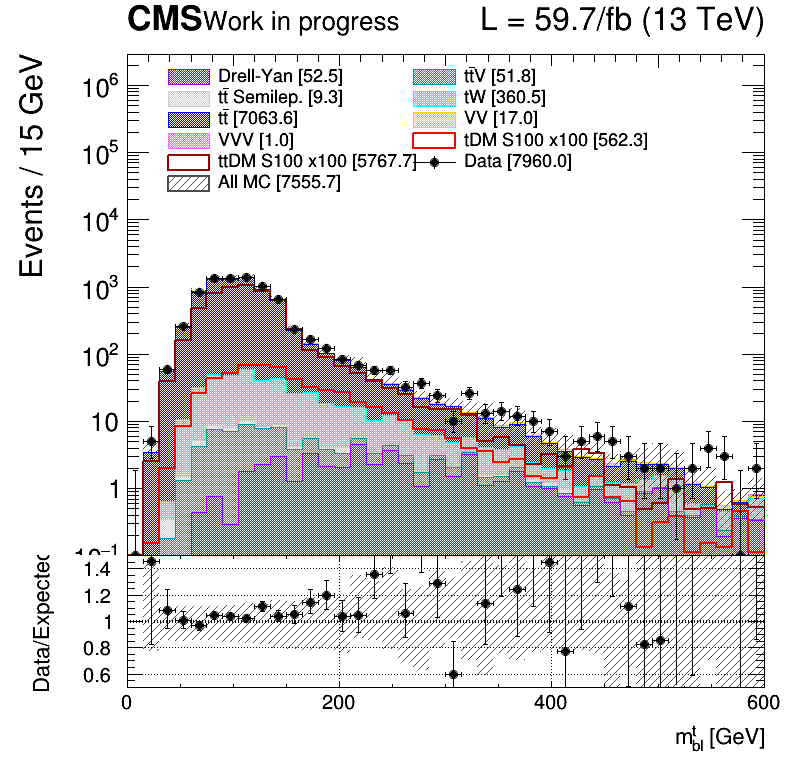 CMS Work in progress L = 59.7/fb (13 TeV)
Events / 15 GeV
Drell-Yan [52.5] tt̄V [51.8]
tt̄ Semilep. [9.3] tW [360.5]
tt̄ [7063.6] VV [17.0]
VVV [1.0] tDM S100 x100 [562.3]
ttDM S100 x100 [5767.7] Data [7960.0]
All MC [7555.7]
10⁶
10⁵
10⁴
10³
10²
10
1
10⁻¹
Data/Expected
1.4
1.2
1
0.8
0.6
0 200 400 600
m^t_bl [GeV]